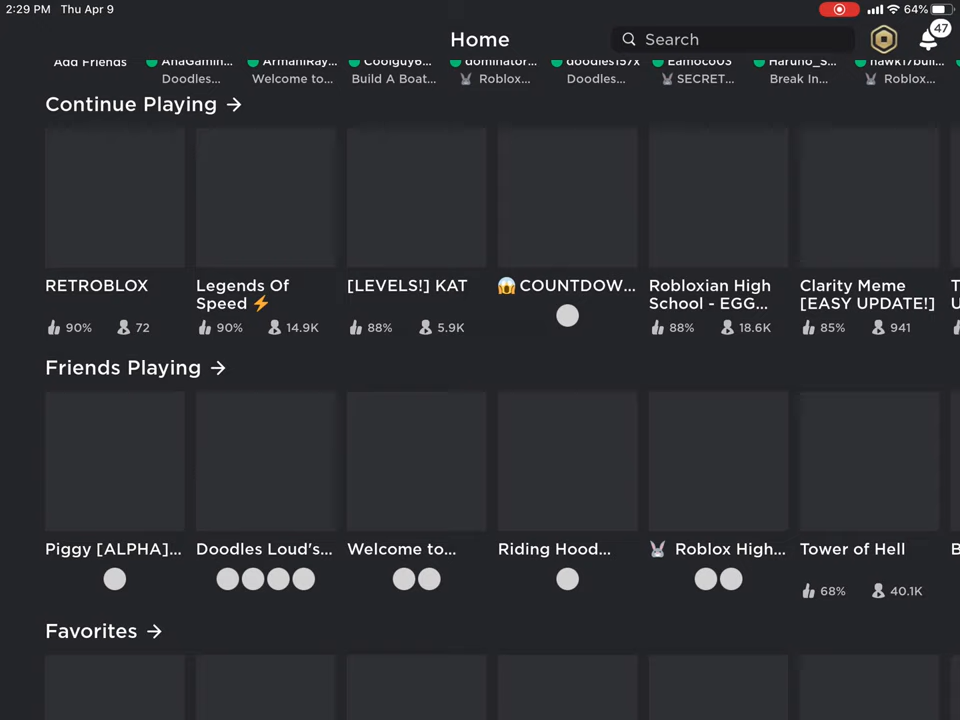 2:29 PM Thu Apr 9 64%
Home
Search
47
Add Friends
Doodles... Welcome to... Build A Boat... Roblox... Doodles... SECRET... Break In... Roblox...
Continue Playing →
RETROBLOX
90% 72
Legends Of
Speed ⚡
90% 14.9K
[LEVELS!] KAT
88% 5.9K
😱 COUNTDOW...
Robloxian High
School - EGG...
88% 18.6K
Clarity Meme
[EASY UPDATE!]
85% 941
Friends Playing →
Piggy [ALPHA]...
Doodles Loud's...
Welcome to...
Riding Hood...
🐰 Roblox High...
Tower of Hell
68% 40.1K
Favorites →